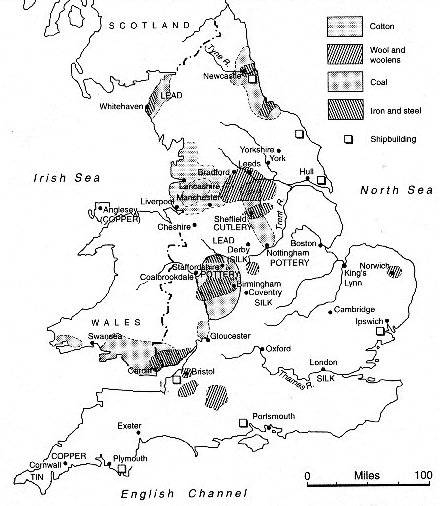 SCOTLAND
Cotton
Wool and
woolens
Coal
Iron and steel
Shipbuilding
Tyne R.
Newcastle
LEAD
Whitehaven
Yorkshire
York
Bradford
Leeds
Hull
Irish Sea
North Sea
Lancashire
Manchester
Liverpool
Trent R.
Anglesey
(COPPER)
Cheshire
Sheffield
CUTLERY
LEAD
Derby
(SILK)
Nottingham
POTTERY
Boston
Staffordshire
POTTERY
Coalbrookdale
King's
Lynn
Norwich
Birmingham
Coventry
SILK
WALES
Cambridge
Ipswich
Swansea
Gloucester
Oxford
London
SILK
Thames R.
Cardiff
Bristol
Portsmouth
Exeter
COPPER
Cornwall
TIN
Plymouth
English Channel
0 Miles 100